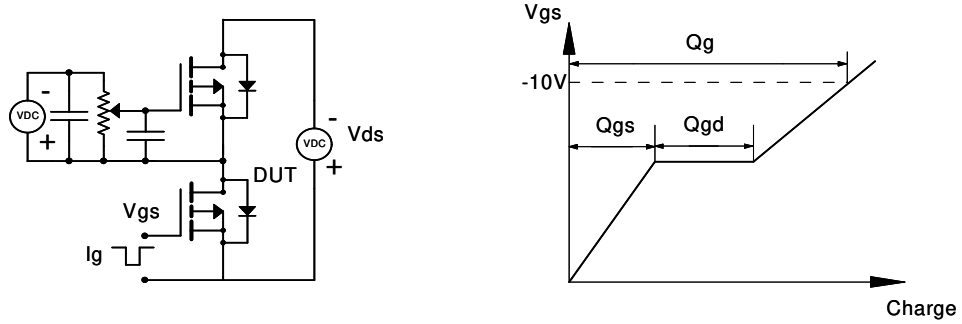 -
VDC
+
-
VDC
+
Vds
DUT
Vgs
Ig
Vgs
Qg
-10V
Qgs
Qgd
Charge